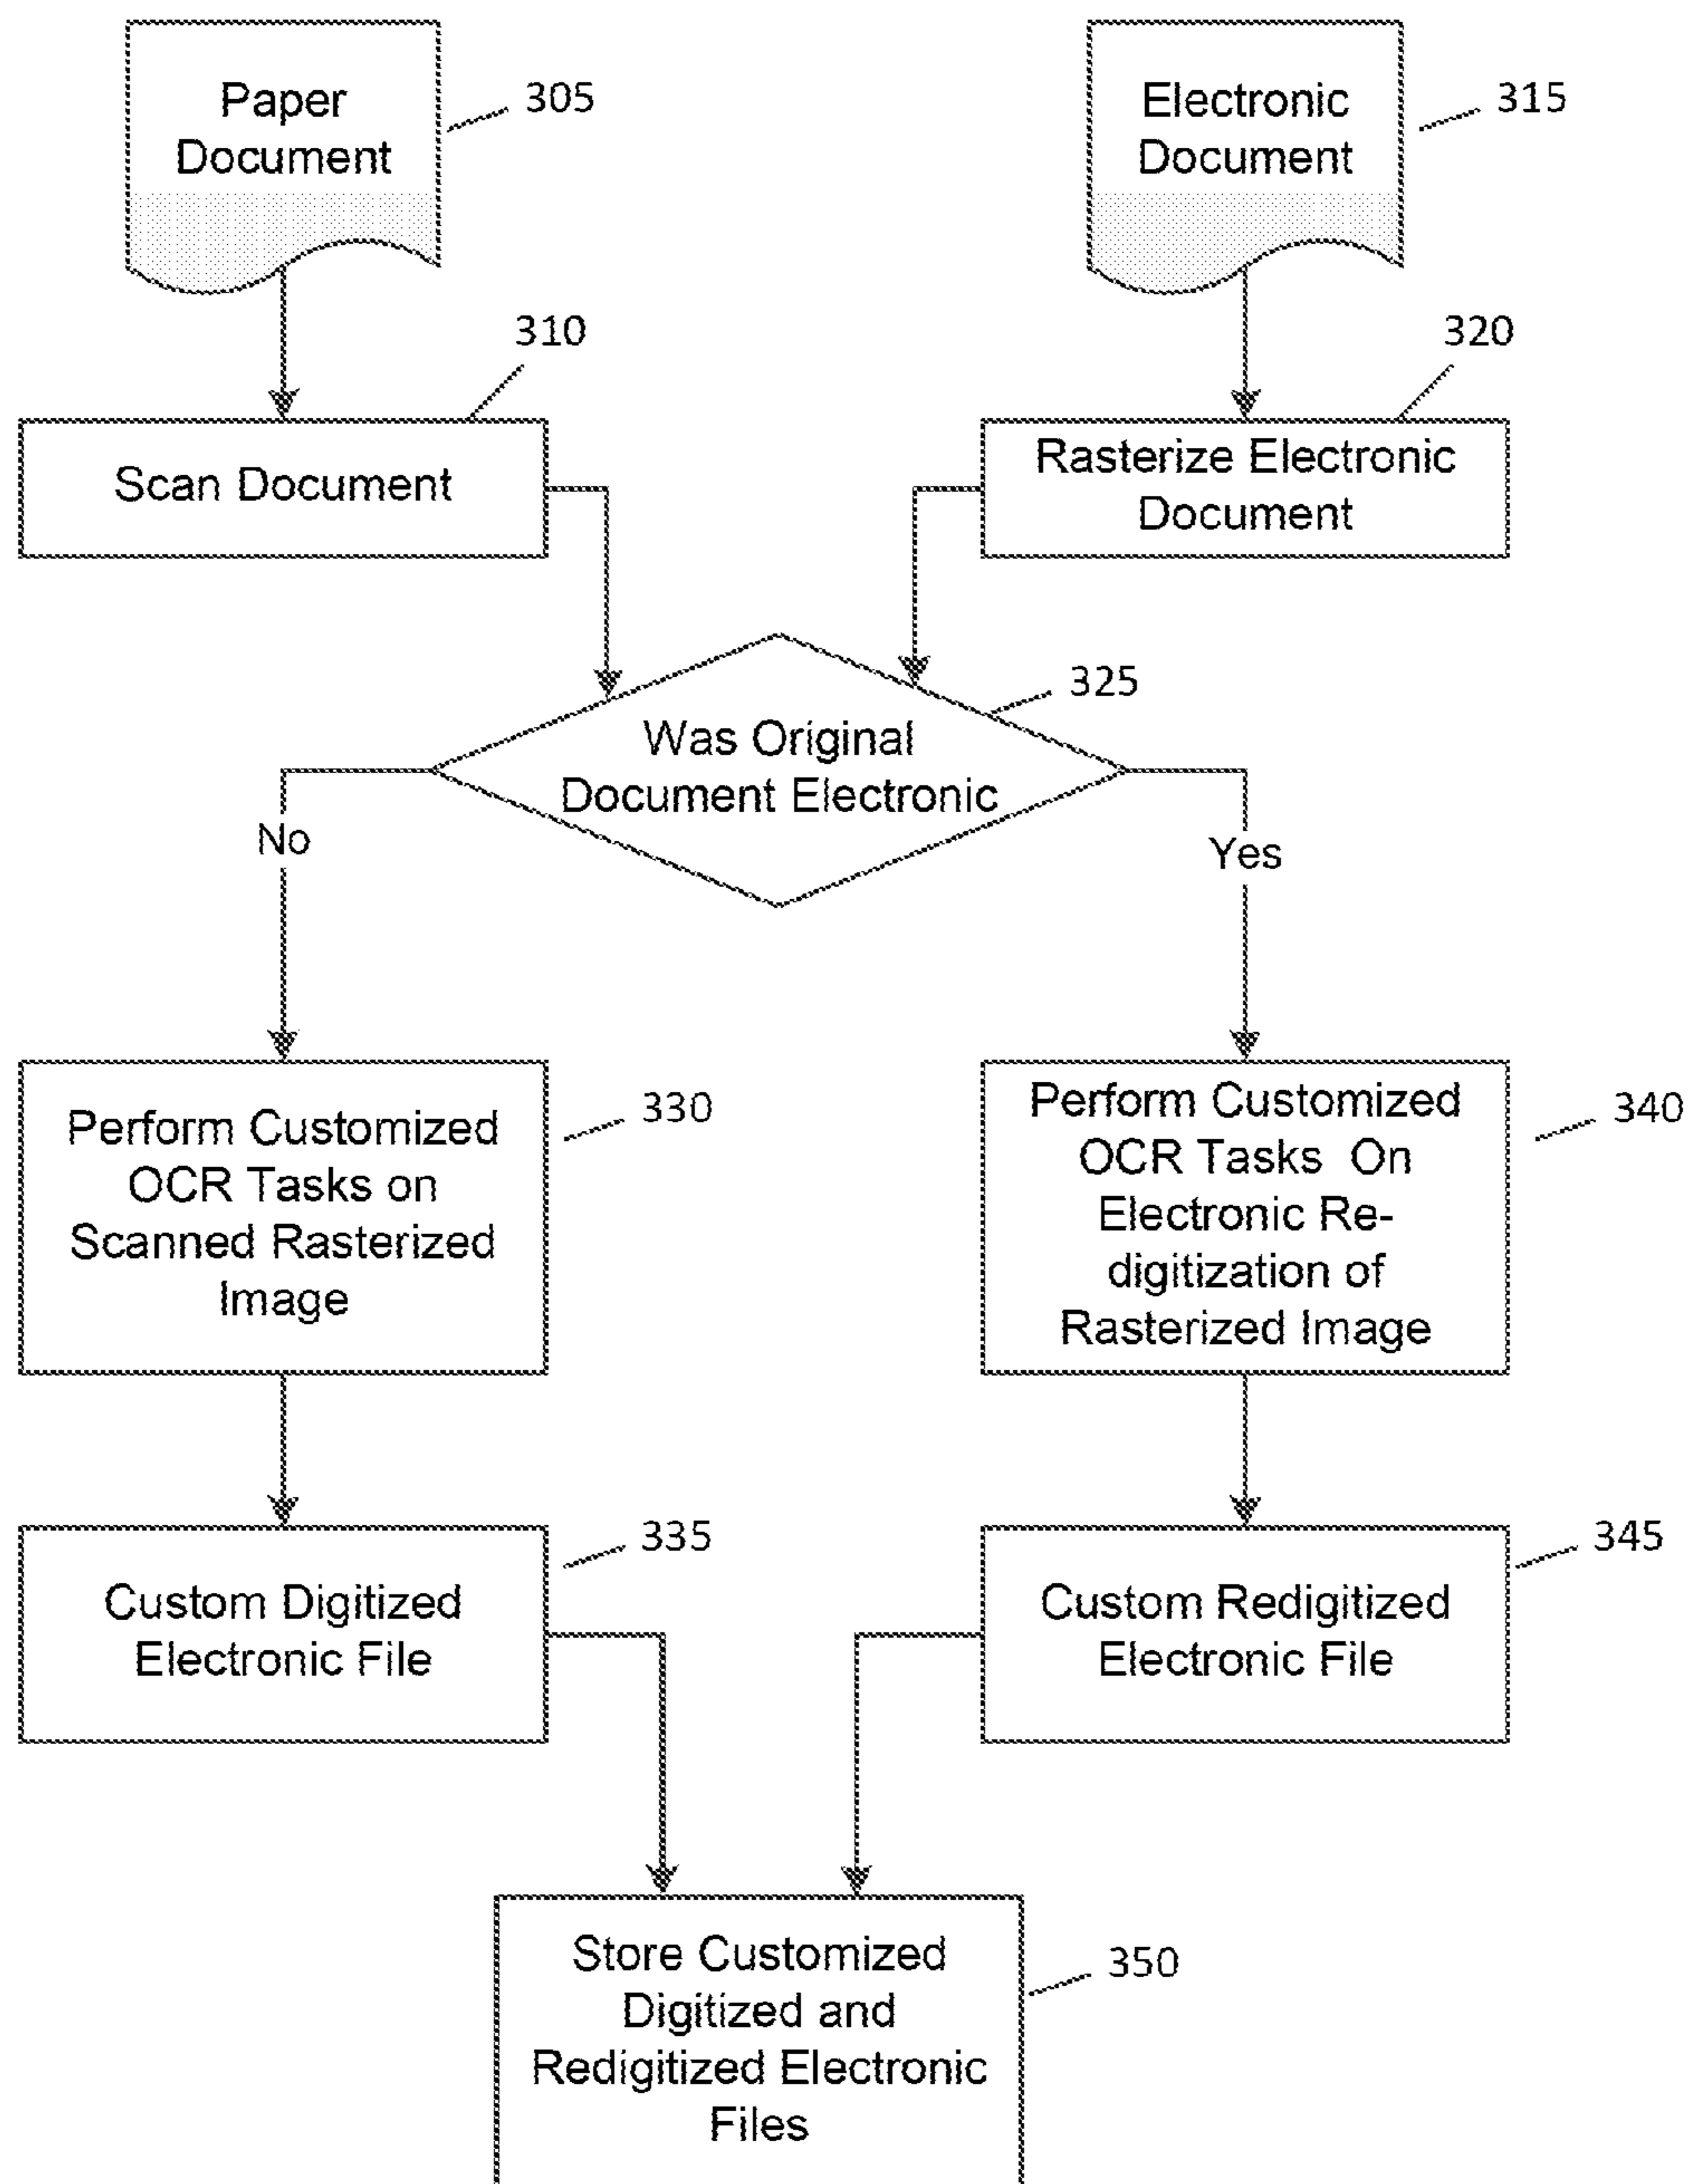 Paper
Document
305
Electronic
Document
315
310
Scan Document
320
Rasterize Electronic
Document
325
Was Original
Document Electronic
No
Yes
Perform Customized
OCR Tasks on
Scanned Rasterized
Image
330
Perform Customized
OCR Tasks On
Electronic Re-
digitization of
Rasterized Image
340
Custom Digitized
Electronic File
335
Custom Redigitized
Electronic File
345
Store Customized
Digitized and
Redigitized Electronic
Files
350